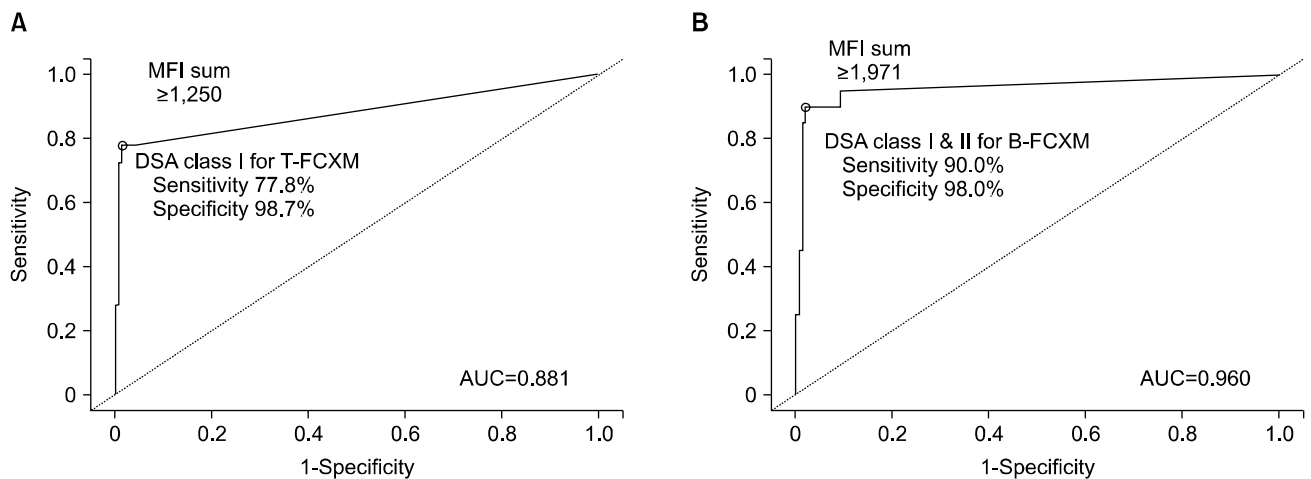 A
MFI sum
≥1,250
1.0
0.8
0.6
0.4
0.2
0
Sensitivity
DSA class I for T-FCXM
Sensitivity 77.8%
Specificity 98.7%
AUC=0.881
0 0.2 0.4 0.6 0.8 1.0
1-Specificity
B
MFI sum
≥1,971
1.0
0.8
0.6
0.4
0.2
0
Sensitivity
DSA class I & II for B-FCXM
Sensitivity 90.0%
Specificity 98.0%
AUC=0.960
0 0.2 0.4 0.6 0.8 1.0
1-Specificity